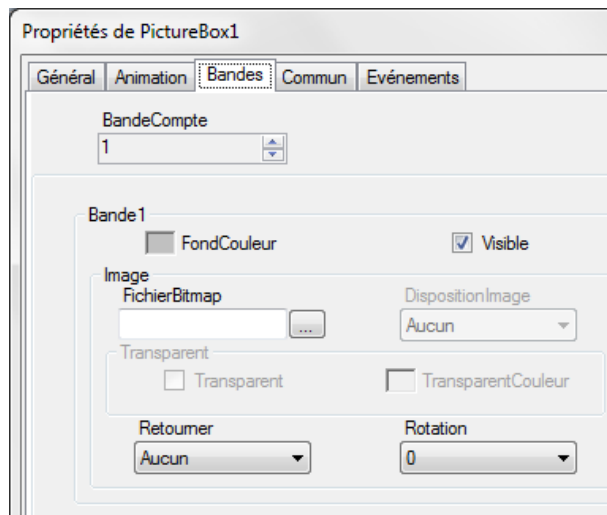 Propriétés de PictureBox1
Général Animation Bandes Commun Evénements
BandeCompte
1
Bande1
FondCouleur Visible
Image
FichierBitmap DispositionImage
... Aucun
Transparent
Transparent TransparentCouleur
Retourner Rotation
Aucun 0